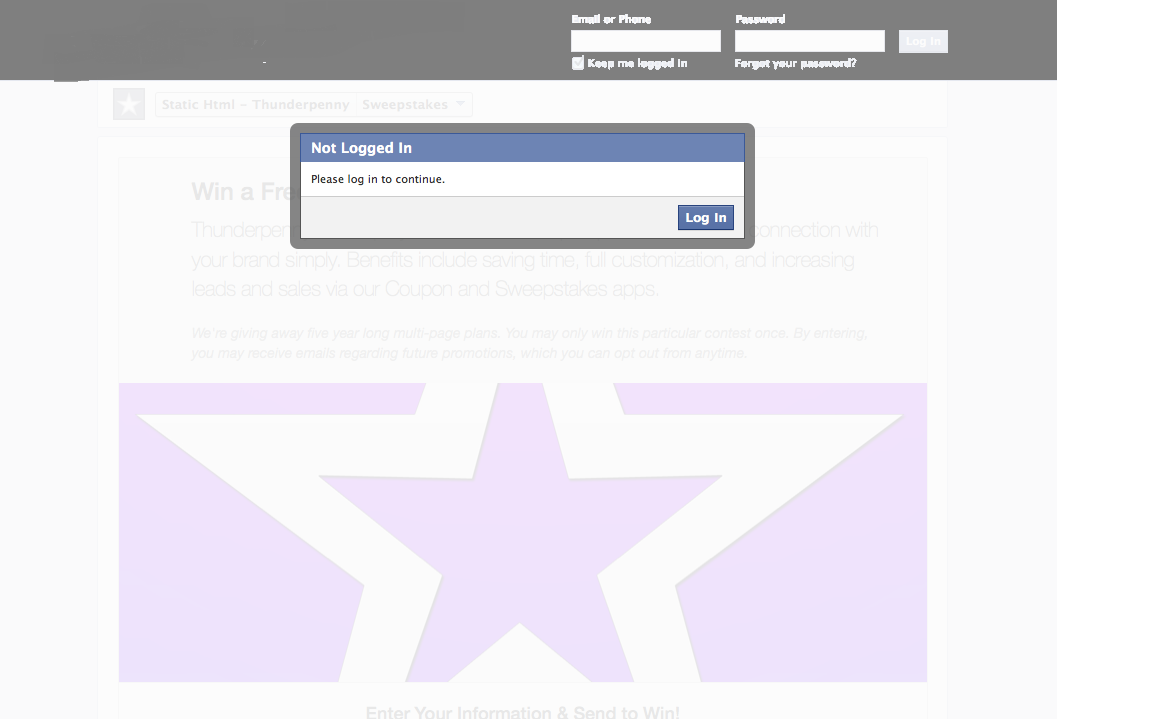 Email or Phone
Password
Log In
Keep me logged in
Forgot your password?
Static Html – Thunderpenny
Sweepstakes
Not Logged In
Please log in to continue.
Log In
Win a Fre
Thunderpen
connection with
your brand simply. Benefits include saving time, full customization, and increasing
leads and sales via our Coupon and Sweepstakes apps.
We're giving away five year long multi-page plans. You may only win this particular contest once. By entering,
you may receive emails regarding future promotions, which you can opt out from anytime.
Enter Your Information & Send to Win!